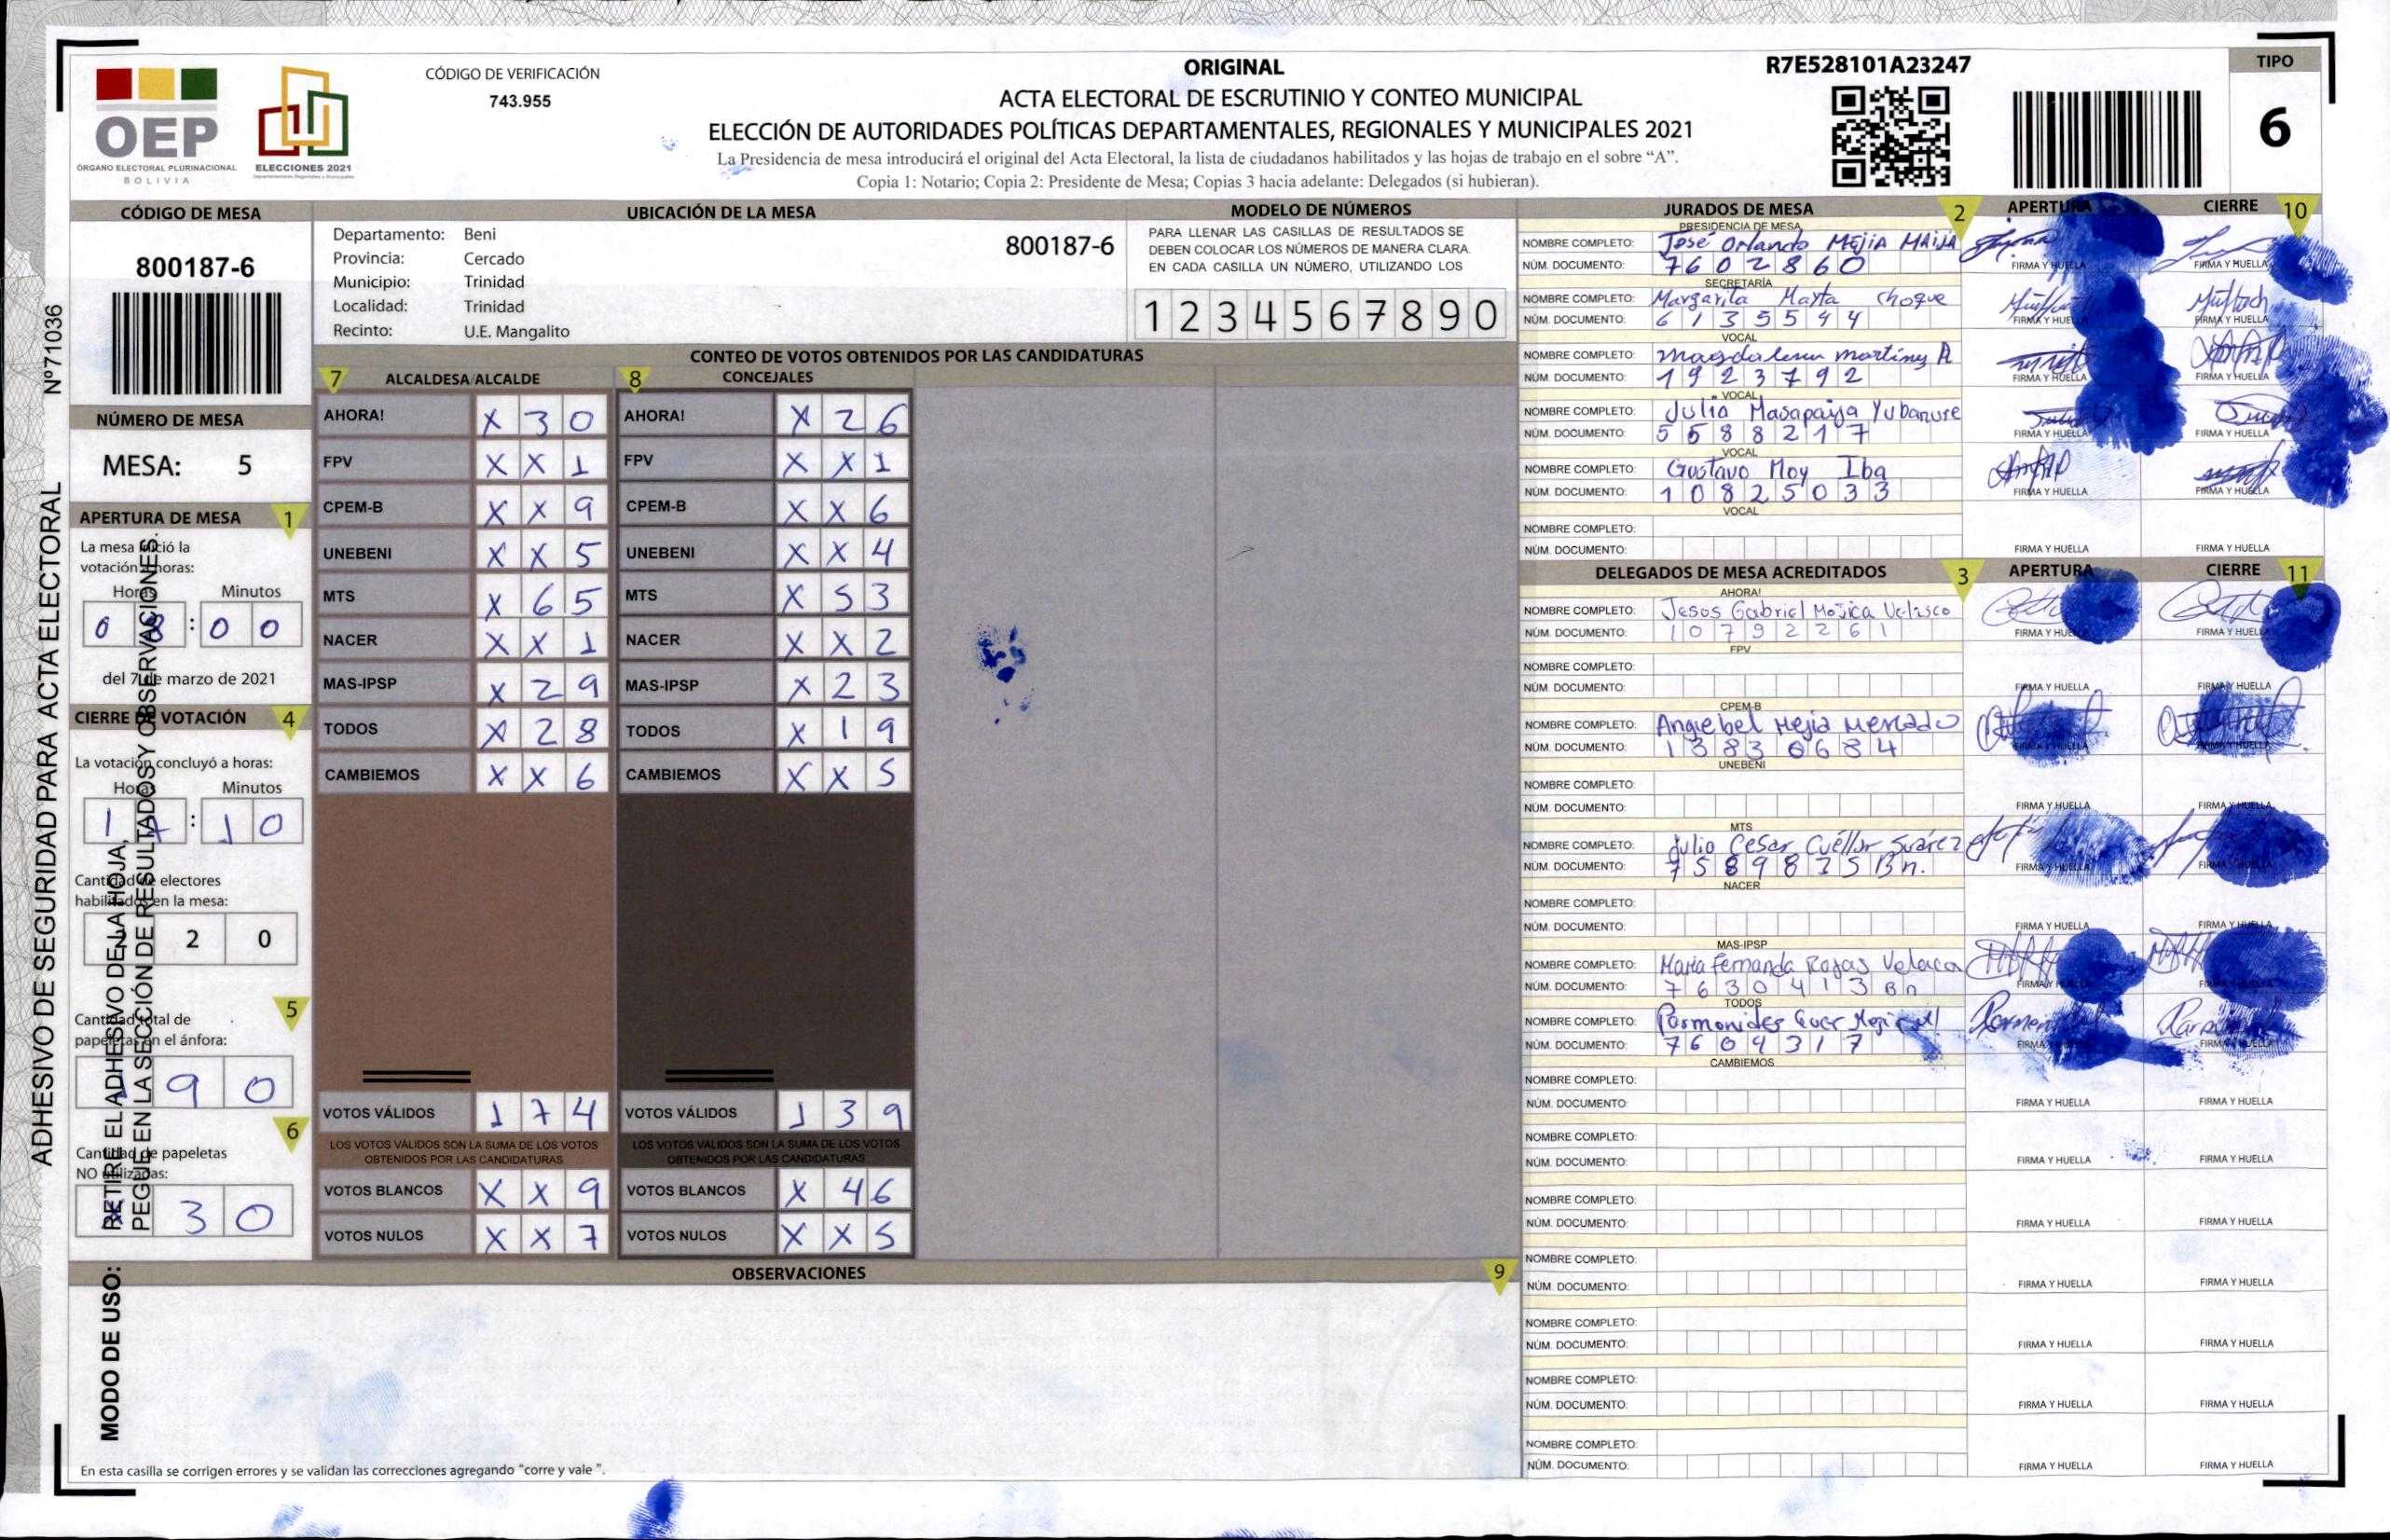 ORIGINAL
R7E528101A23247
TIPO
6
CÓDIGO DE VERIFICACIÓN
743.955
OEP
ÓRGANO ELECTORAL PLURINACIONAL
BOLIVIA
ELECCIONES 2021
ACTA ELECTORAL DE ESCRUTINIO Y CONTEO MUNICIPAL
ELECCIÓN DE AUTORIDADES POLÍTICAS DEPARTAMENTALES, REGIONALES Y MUNICIPALES 2021
La Presidencia de mesa introducirá el original del Acta Electoral, la lista de ciudadanos habilitados y las hojas de trabajo en el sobre “A”.
Copia 1: Notario; Copia 2: Presidente de Mesa; Copias 3 hacia adelante: Delegados (si hubieran).
ADHESIVO DE SEGURIDAD PARA ACTA ELECTORAL N°71036
MODO DE USO: RETIRE EL ADHESIVO DE LA HOJA,
PEGUE EN LA SECCIÓN DE RESULTADOS Y OBSERVACIONES.
CÓDIGO DE MESA
800187-6
NÚMERO DE MESA
MESA: 5
APERTURA DE MESA 1
La mesa inició la
votación a horas:
Horas Minutos
0 8 : 0 0
del 7 de marzo de 2021
CIERRE DE VOTACIÓN 4
La votación concluyó a horas:
Horas Minutos
1 7 : 1 0
Cantidad de electores
habilitados en la mesa:
2 0
5
Cantidad total de
papeletas en el ánfora:
1 9 0
6
Cantidad de papeletas
NO utilizadas:
X 3 0
UBICACIÓN DE LA MESA
Departamento: Beni
800187-6
Provincia: Cercado
Municipio: Trinidad
Localidad: Trinidad
Recinto: U.E. Mangalito
MODELO DE NÚMEROS
PARA LLENAR LAS CASILLAS DE RESULTADOS SE
DEBEN COLOCAR LOS NÚMEROS DE MANERA CLARA
EN CADA CASILLA UN NÚMERO, UTILIZANDO LOS
1 2 3 4 5 6 7 8 9 0
CONTEO DE VOTOS OBTENIDOS POR LAS CANDIDATURAS
7 ALCALDESA/ALCALDE
AHORA! X 3 0
FPV X X 1
CPEM-B X X 9
UNEBENI X X 5
MTS X 6 5
NACER X X 1
MAS-IPSP X 2 9
TODOS X 2 8
CAMBIEMOS X X 6
VOTOS VÁLIDOS 1 7 4
LOS VOTOS VÁLIDOS SON LA SUMA DE LOS VOTOS
OBTENIDOS POR LAS CANDIDATURAS
VOTOS BLANCOS X X 9
VOTOS NULOS X X 7
8 CONCEJALES
AHORA! X 2 6
FPV X X 1
CPEM-B X X 6
UNEBENI X X 4
MTS X 5 3
NACER X X 2
MAS-IPSP X 2 3
TODOS X 1 9
CAMBIEMOS X X 5
VOTOS VÁLIDOS 1 3 9
LOS VOTOS VÁLIDOS SON LA SUMA DE LOS VOTOS
OBTENIDOS POR LAS CANDIDATURAS
VOTOS BLANCOS X 4 6
VOTOS NULOS X X 5
OBSERVACIONES 9
En esta casilla se corrigen errores y se validan las correcciones agregando “corre y vale ”.
JURADOS DE MESA 2 APERTURA CIERRE 10
PRESIDENCIA DE MESA
NOMBRE COMPLETO: José Orlando MEJIA MAIJA
NÚM. DOCUMENTO: 7602860 FIRMA Y HUELLA FIRMA Y HUELLA
SECRETARÍA
NOMBRE COMPLETO: Margarita Mayta choque
NÚM. DOCUMENTO: 6135544 FIRMA Y HUELLA FIRMA Y HUELLA
VOCAL
NOMBRE COMPLETO: Magdalena Martinez A
NÚM. DOCUMENTO: 1923792 FIRMA Y HUELLA FIRMA Y HUELLA
VOCAL
NOMBRE COMPLETO: Julia Masapaija Yubanure
NÚM. DOCUMENTO: 5588217 FIRMA Y HUELLA FIRMA Y HUELLA
VOCAL
NOMBRE COMPLETO: Gustavo Moy Iba
NÚM. DOCUMENTO: 10825033 FIRMA Y HUELLA FIRMA Y HUELLA
VOCAL
NOMBRE COMPLETO:
NÚM. DOCUMENTO: FIRMA Y HUELLA FIRMA Y HUELLA
DELEGADOS DE MESA ACREDITADOS 3 APERTURA CIERRE 11
AHORA!
NOMBRE COMPLETO: Jesus Gabriel Mojica Velasco
NÚM. DOCUMENTO: 10792261 FIRMA Y HUELLA FIRMA Y HUELLA
FPV
NOMBRE COMPLETO:
NÚM. DOCUMENTO: FIRMA Y HUELLA FIRMA Y HUELLA
CPEM-B
NOMBRE COMPLETO: Angiebel Mejia Mercado
NÚM. DOCUMENTO: 13830684
UNEBENI
NOMBRE COMPLETO:
NÚM. DOCUMENTO: FIRMA Y HUELLA FIRMA Y HUELLA
MTS
NOMBRE COMPLETO: Julio Cesar Cuéllar Suárez
NÚM. DOCUMENTO: 7589835 Bn. FIRMA Y HUELLA
NACER
NOMBRE COMPLETO:
NÚM. DOCUMENTO: FIRMA Y HUELLA FIRMA Y HUELLA
MAS-IPSP
NOMBRE COMPLETO: Maria Fernanda Rojas Velaca
NÚM. DOCUMENTO: 7630413 Bn FIRMA Y HUELLA FIRMA Y HUELLA
TODOS
NOMBRE COMPLETO: Parmonides
NÚM. DOCUMENTO: 7604317 FIRMA Y HUELLA
CAMBIEMOS
NOMBRE COMPLETO:
NÚM. DOCUMENTO: FIRMA Y HUELLA FIRMA Y HUELLA
NOMBRE COMPLETO:
NÚM. DOCUMENTO: FIRMA Y HUELLA FIRMA Y HUELLA
NOMBRE COMPLETO:
NÚM. DOCUMENTO: FIRMA Y HUELLA FIRMA Y HUELLA
NOMBRE COMPLETO:
NÚM. DOCUMENTO: FIRMA Y HUELLA FIRMA Y HUELLA
NOMBRE COMPLETO:
NÚM. DOCUMENTO: FIRMA Y HUELLA FIRMA Y HUELLA
NOMBRE COMPLETO:
NÚM. DOCUMENTO: FIRMA Y HUELLA FIRMA Y HUELLA
NOMBRE COMPLETO:
NÚM. DOCUMENTO: FIRMA Y HUELLA FIRMA Y HUELLA